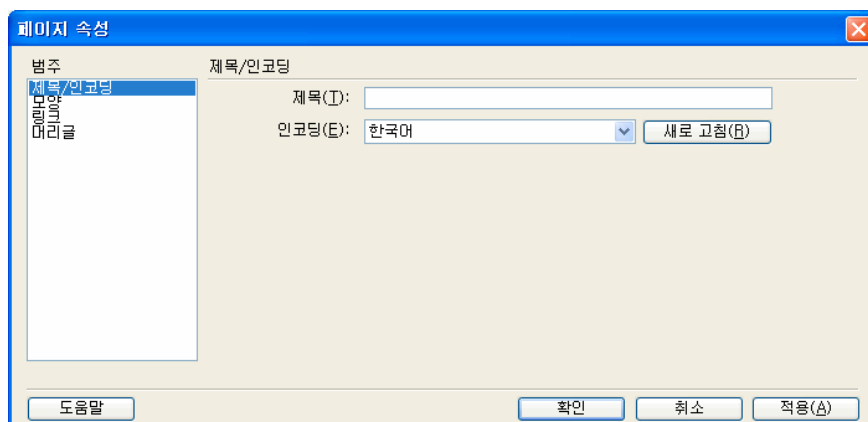 페이지 속성
범주
제목/인코딩
모양
링크
머리글
제목/인코딩
제목(T):
인코딩(E): 한국어 새로 고침(R)
도움말 확인 취소 적용(A)